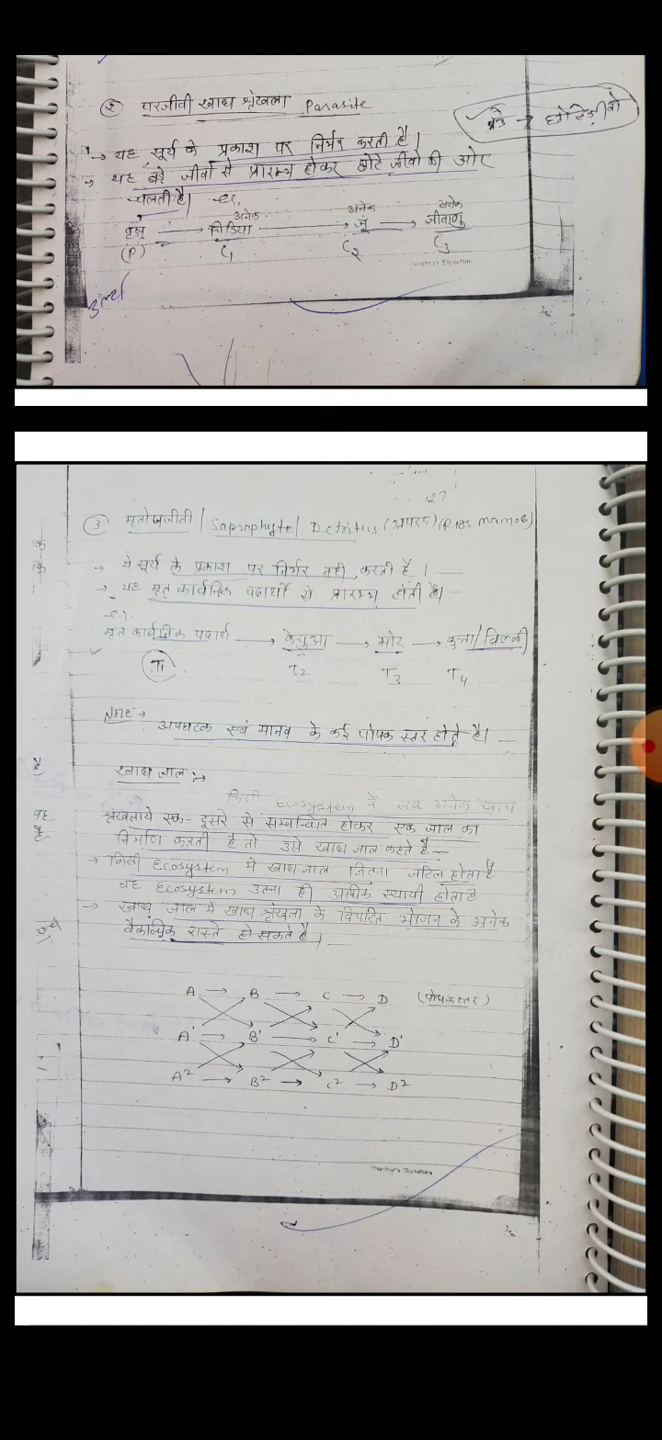 ② परजीवी खाद्य श्रृंखला Parasite
बड़े → छोटे जीवो
→ यह सूर्य के प्रकाश पर निर्भर करती है।
→ यह बड़े जीवों से प्रारम्भ होकर छोटे जीवों की ओर
चलती है। eg.
अनेक अनेक अनेक
वृक्ष → चिडिया → जूँ → जीवाणु
(P) C₁ C₂ C₃
उल्टा
127
③ मृतोपजीवी / Saprophyte / Detritus (अपरद)
→ ये सूर्य के प्रकाश पर निर्भर नही करती है।
→ यह मृत कार्बनिक पदार्थो से प्रारम्भ होती है।
eg.
मृत कार्बनिक पदार्थ → केचुआ → मोर → कुत्ता/बिल्ली
T₁ T₂ T₃ T₄
Note →
अपघटक एवं मानव के कई पोषक स्तर होते है।
खाद्य जाल :→
किसी Ecosystem में जब अनेक खाद्य
श्रृंखलाये एक-दूसरे से सम्बन्धित होकर एक जाल का
निर्माण करती है तो उसे खाद्य जाल कहते है –
→ किसी Ecosystem मे खाद्य जाल जितना जटिल होता है
वह Ecosystem उतना ही अधिक स्थायी होता है
→ खाद्य जाल मे खाद्य श्रृंखला के विपरित भोजन के अनेक
वैकल्पिक रास्ते हो सकते है।
A → B → C → D (पोषकस्तर)
A' → B' → C' → D'
A² → B² → C² → D²